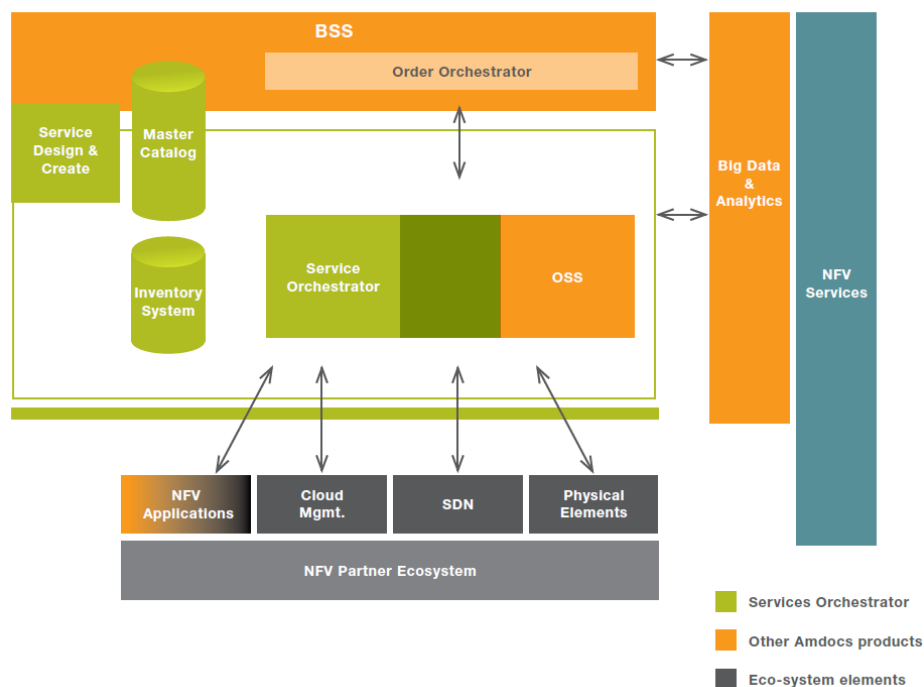 BSS
Order Orchestrator
Service
Design &
Create
Master
Catalog
Big Data
&
Analytics
NFV
Services
Inventory
System
Service
Orchestrator
OSS
NFV
Applications
Cloud
Mgmt.
SDN
Physical
Elements
NFV Partner Ecosystem
Services Orchestrator
Other Amdocs products
Eco-system elements